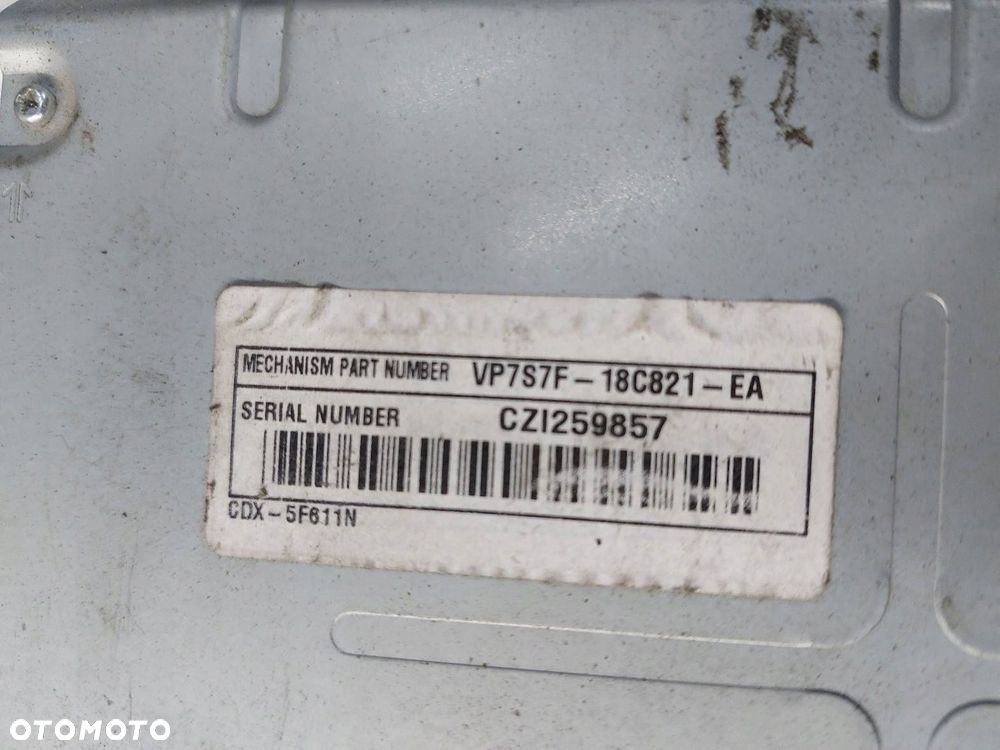 MECHANISM PART NUMBER VP7S7F-18C821-EA
SERIAL NUMBER CZI259857
CDX-5F611N
OTOMOTO